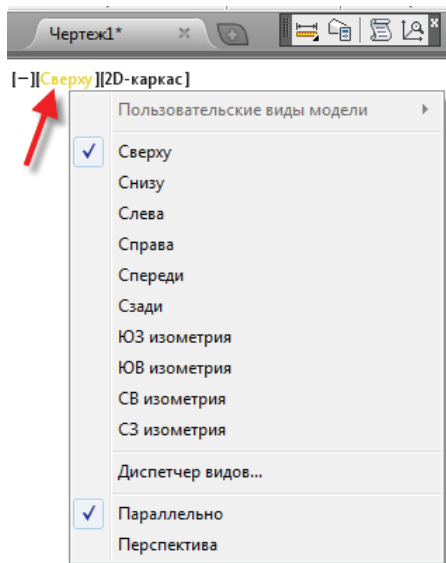 Чертеж1*
[−][Сверху][2D-каркас]
Пользовательские виды модели
Сверху
Снизу
Слева
Справа
Спереди
Сзади
ЮЗ изометрия
ЮВ изометрия
СВ изометрия
СЗ изометрия
Диспетчер видов...
Параллельно
Перспектива